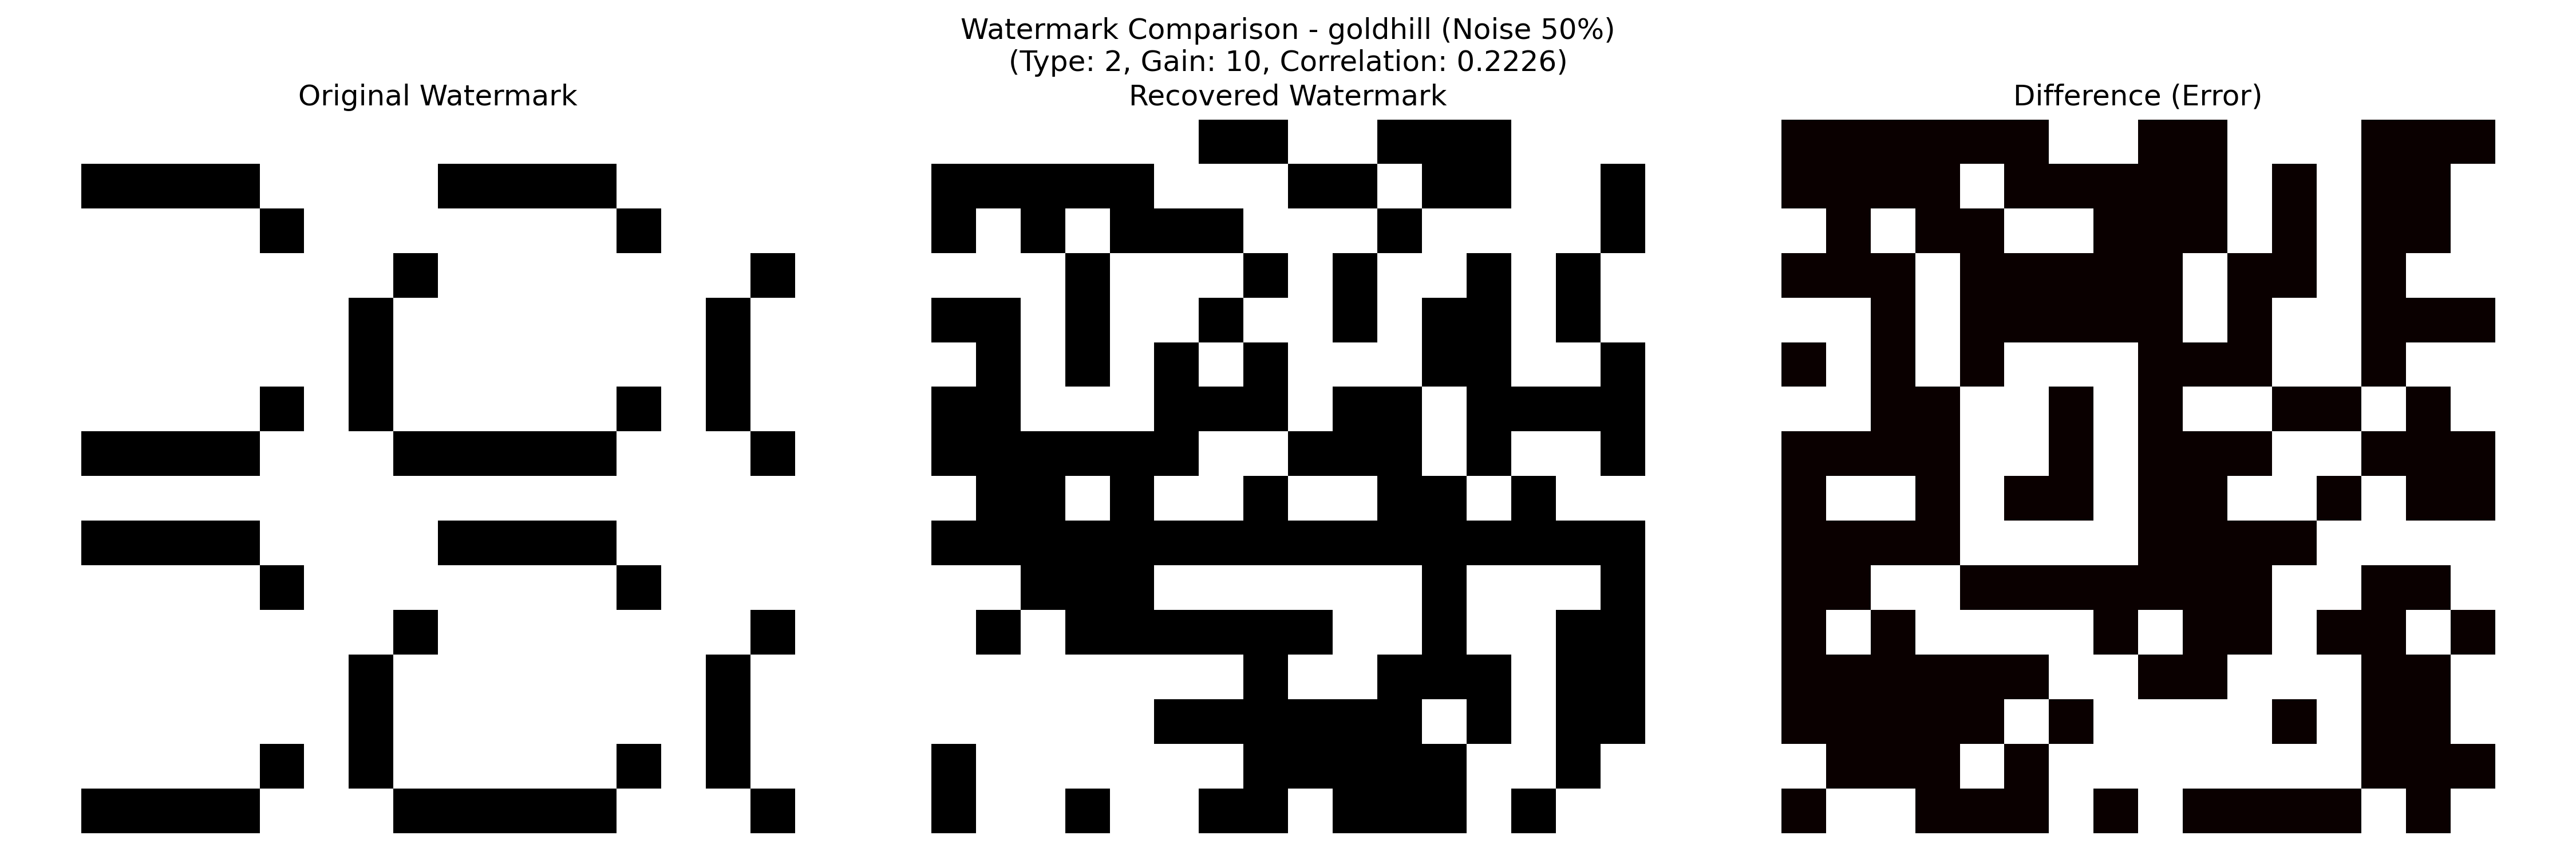 Watermark Comparison - goldhill (Noise 50%)
(Type: 2, Gain: 10, Correlation: 0.2226)
Original Watermark
Recovered Watermark
Difference (Error)